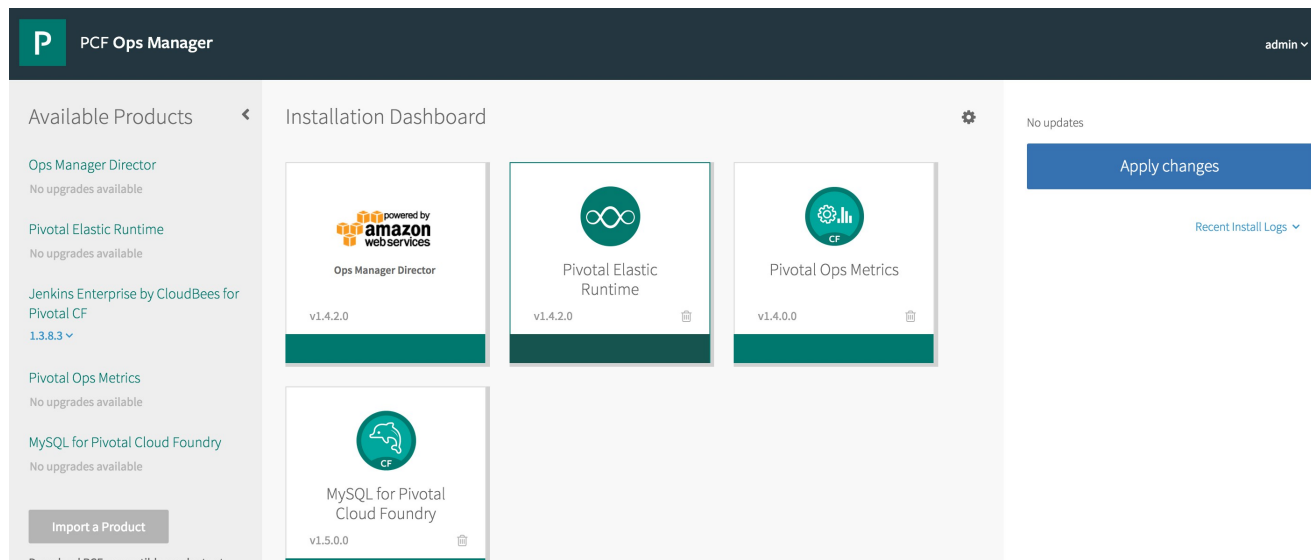 P
PCF Ops Manager
admin
Available Products
Ops Manager Director
No upgrades available
Pivotal Elastic Runtime
No upgrades available
Jenkins Enterprise by CloudBees for
Pivotal CF
1.3.8.3
Pivotal Ops Metrics
No upgrades available
MySQL for Pivotal Cloud Foundry
No upgrades available
Import a Product
Installation Dashboard
powered by
amazon
webservices
Ops Manager Director
v1.4.2.0
Pivotal Elastic
Runtime
v1.4.2.0
CF
Pivotal Ops Metrics
v1.4.0.0
CF
MySQL for Pivotal
Cloud Foundry
v1.5.0.0
No updates
Apply changes
Recent Install Logs